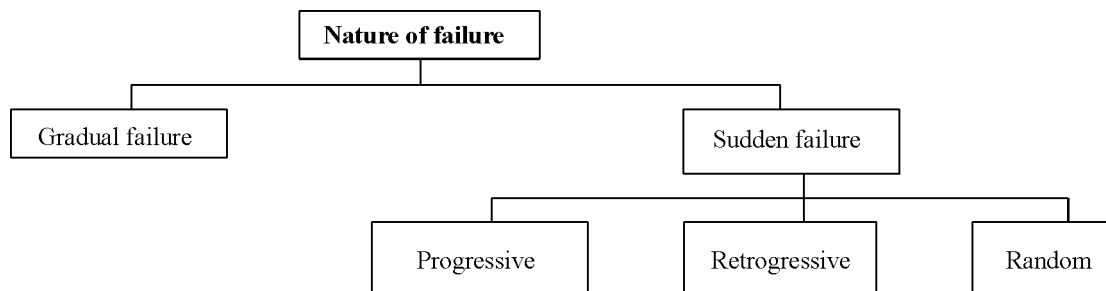 Nature of failure
Gradual failure
Sudden failure
Progressive
Retrogressive
Random